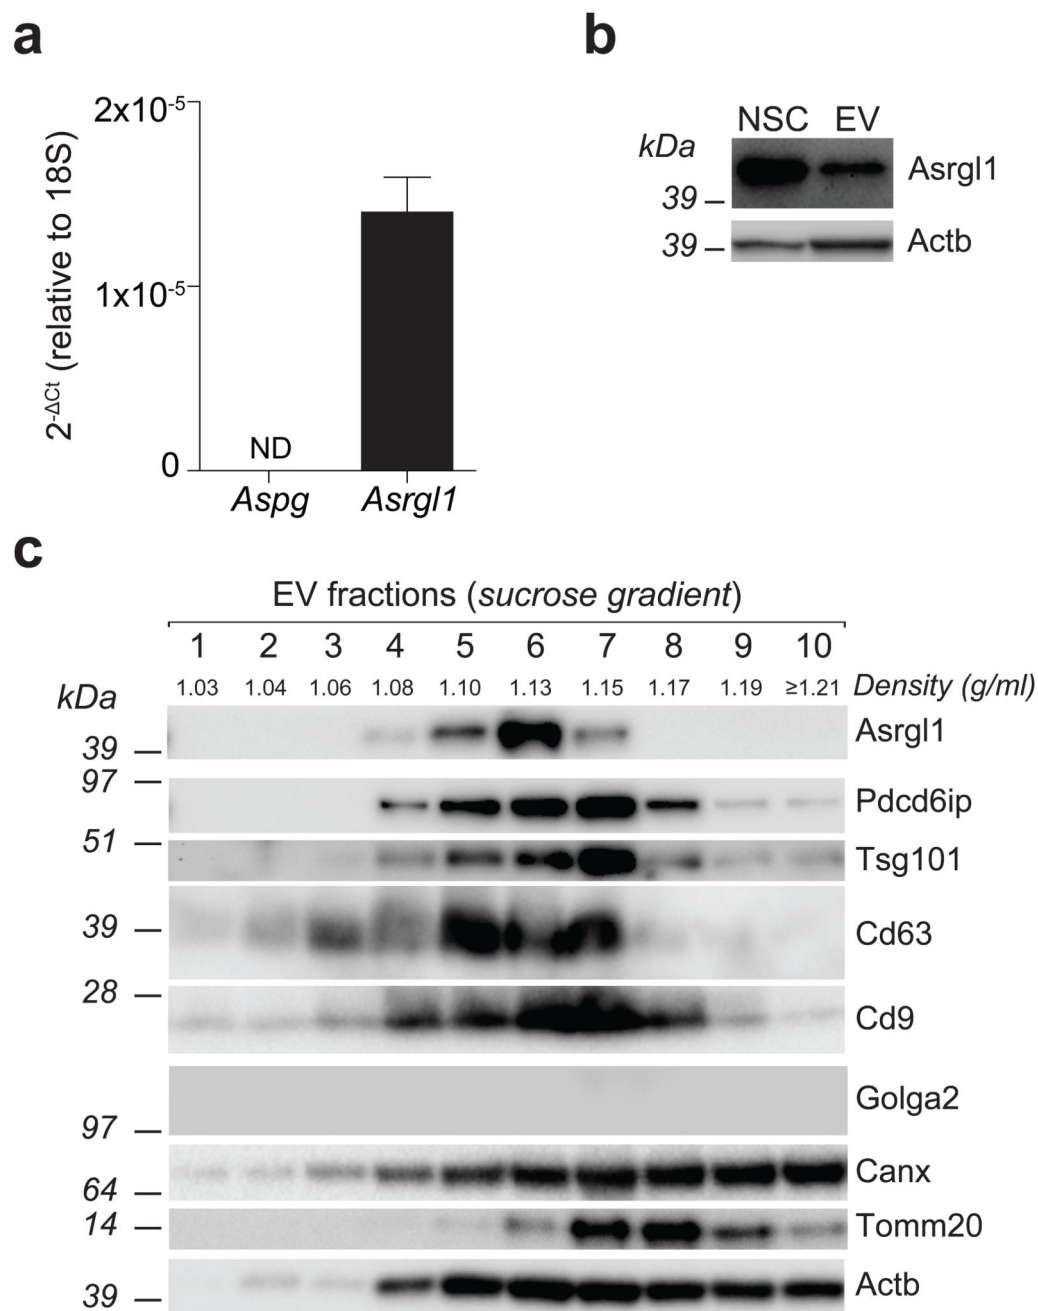 a
2x10⁻⁵
1x10⁻⁵
0
2⁻ΔCt (relative to 18S)
ND
Aspg Asrgl1
b
NSC EV
kDa
Asrgl1
39
39 Actb
c
EV fractions (sucrose gradient)
1 2 3 4 5 6 7 8 9 10
kDa 1.03 1.04 1.06 1.08 1.10 1.13 1.15 1.17 1.19 ≥1.21 Density (g/ml)
39 Asrgl1
97 Pdcd6ip
51 Tsg101
39 Cd63
28 Cd9
Golga2
97
Canx
64
14 Tomm20
39 Actb